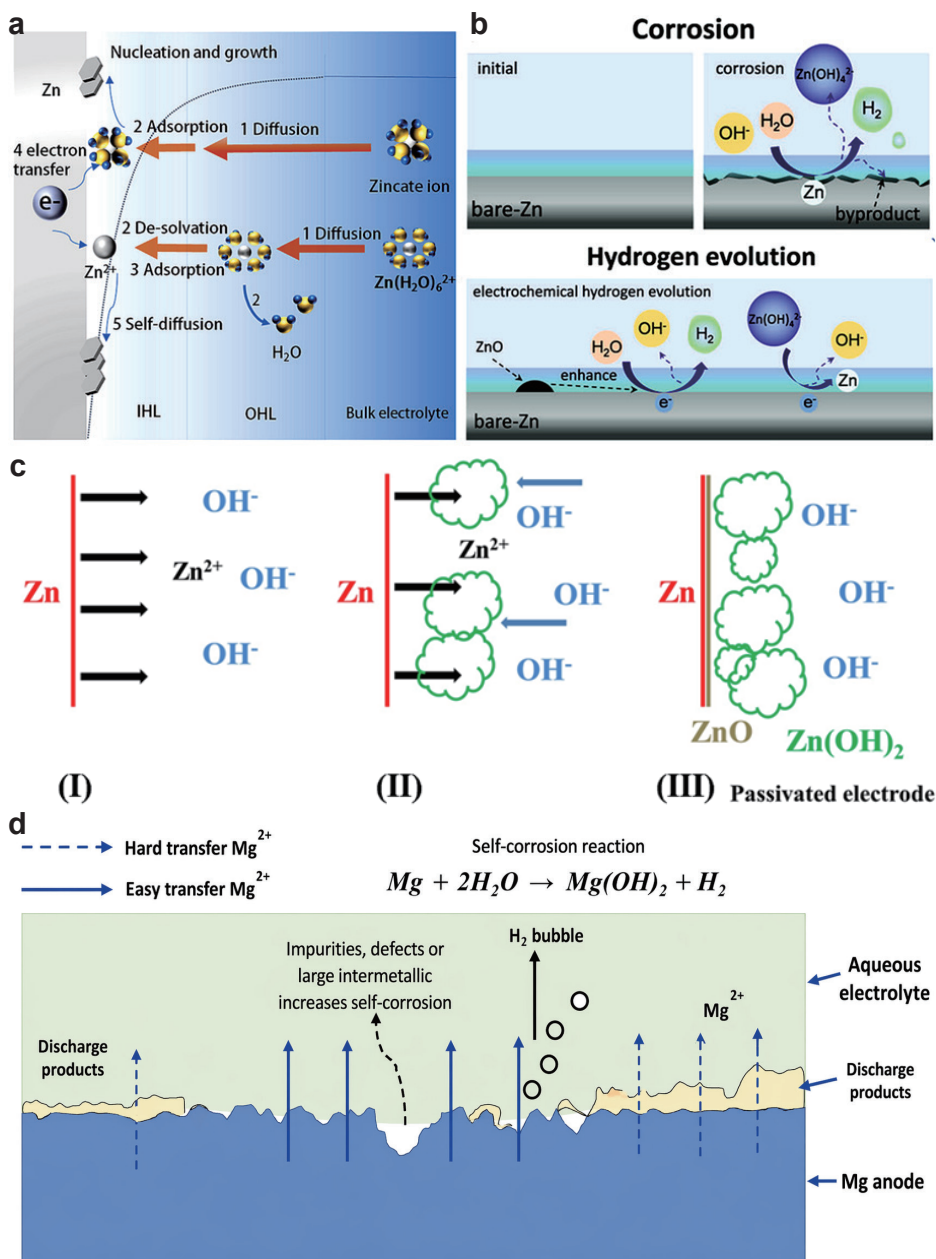 a
Nucleation and growth
Zn
2 Adsorption
1 Diffusion
4 electron
transfer
Zincate ion
e-
2 De-solvation
1 Diffusion
3 Adsorption
Zn²⁺
Zn(H₂O)₆²⁺
2
5 Self-diffusion
H₂O
IHL
OHL
Bulk electrolyte
b
Corrosion
initial
bare-Zn
corrosion
Zn(OH)₄²⁻
OH⁻
H₂O
H₂
Zn
byproduct
Hydrogen evolution
electrochemical hydrogen evolution
ZnO
enhance
H₂O
OH⁻
H₂
e⁻
Zn(OH)₄²⁻
OH⁻
Zn
e⁻
bare-Zn
c
Zn
OH⁻
Zn²⁺
OH⁻
OH⁻
(I)
Zn
OH⁻
Zn²⁺
OH⁻
OH⁻
(II)
Zn
OH⁻
OH⁻
OH⁻
ZnO
Zn(OH)₂
(III) Passivated electrode
d
Hard transfer Mg²⁺
Easy transfer Mg²⁺
Self-corrosion reaction
Mg + 2H₂O → Mg(OH)₂ + H₂
Impurities, defects or
large intermetallic
increases self-corrosion
H₂ bubble
Mg²⁺
Aqueous
electrolyte
Discharge
products
Discharge
products
Mg anode